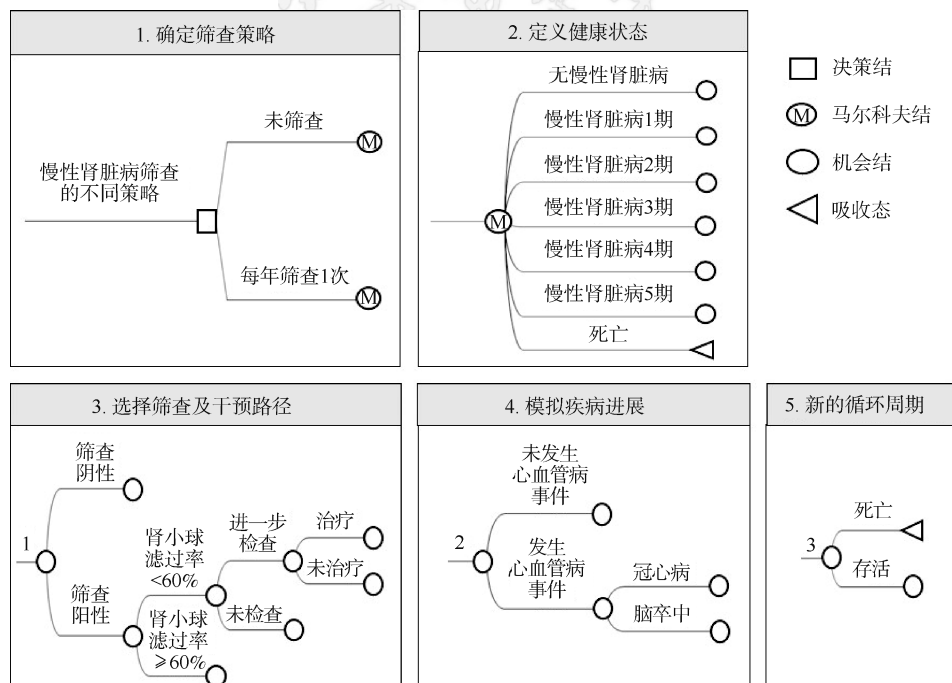 1. 确定筛查策略
慢性肾脏病筛查
的不同策略
未筛查
M
每年筛查1次
M
2. 定义健康状态
M
无慢性肾脏病
慢性肾脏病1期
慢性肾脏病2期
慢性肾脏病3期
慢性肾脏病4期
慢性肾脏病5期
死亡
决策结
M
马尔科夫结
机会结
吸收态
3. 选择筛查及干预路径
1
筛查
阴性
筛查
阳性
肾小球
滤过率
<60%
肾小球
滤过率
≥60%
进一步
检查
未检查
治疗
未治疗
4. 模拟疾病进展
2
未发生
心血管病
事件
发生
心血管病
事件
冠心病
脑卒中
5. 新的循环周期
3
死亡
存活